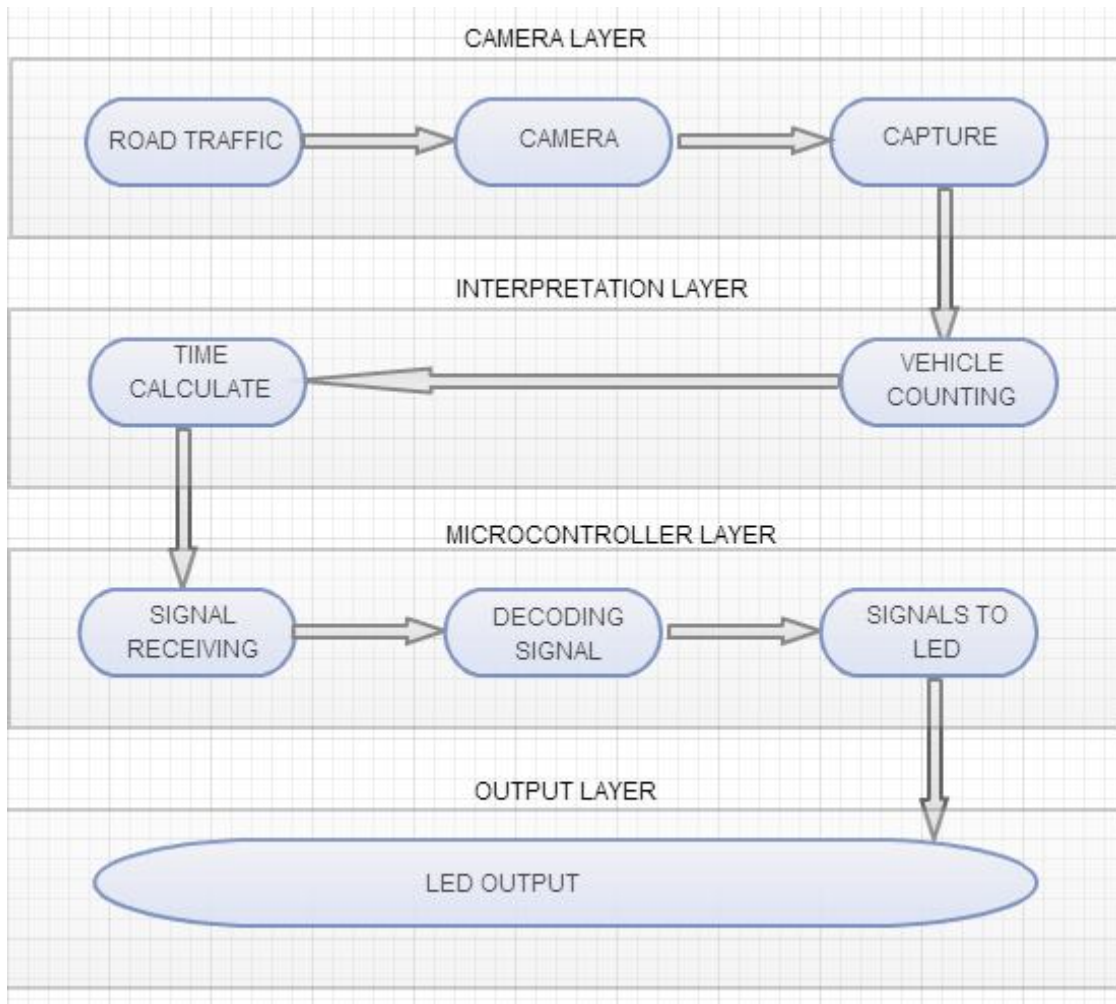 CAMERA LAYER
ROAD TRAFFIC
CAMERA
CAPTURE
INTERPRETATION LAYER
TIME
CALCULATE
VEHICLE
COUNTING
MICROCONTROLLER LAYER
SIGNAL
RECEIVING
DECODING
SIGNAL
SIGNALS TO
LED
OUTPUT LAYER
LED OUTPUT